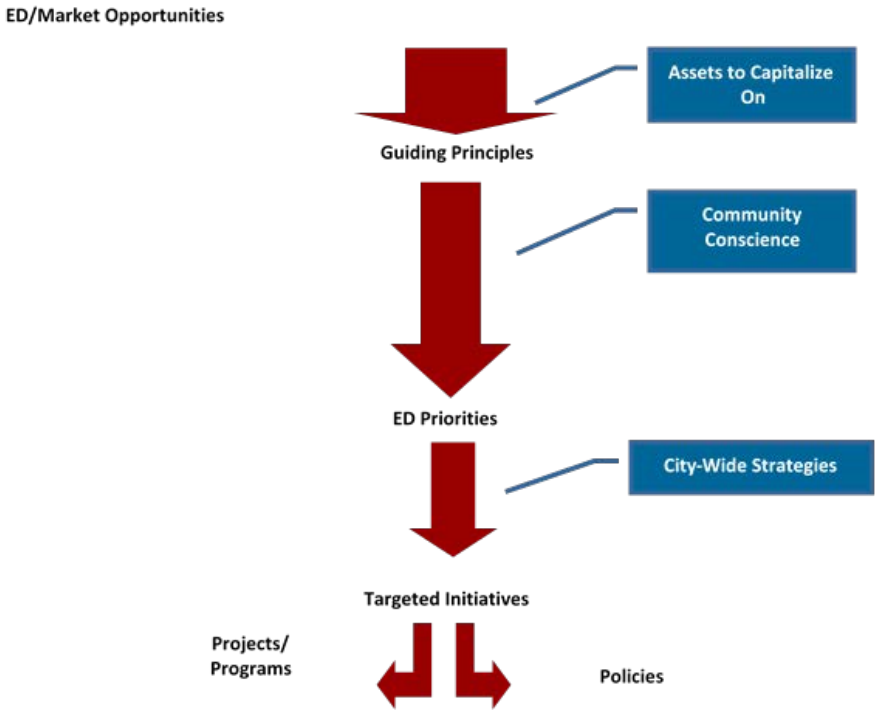 ED/Market Opportunities
Assets to Capitalize
On
Guiding Principles
Community
Conscience
ED Priorities
City-Wide Strategies
Targeted Initiatives
Projects/
Programs
Policies